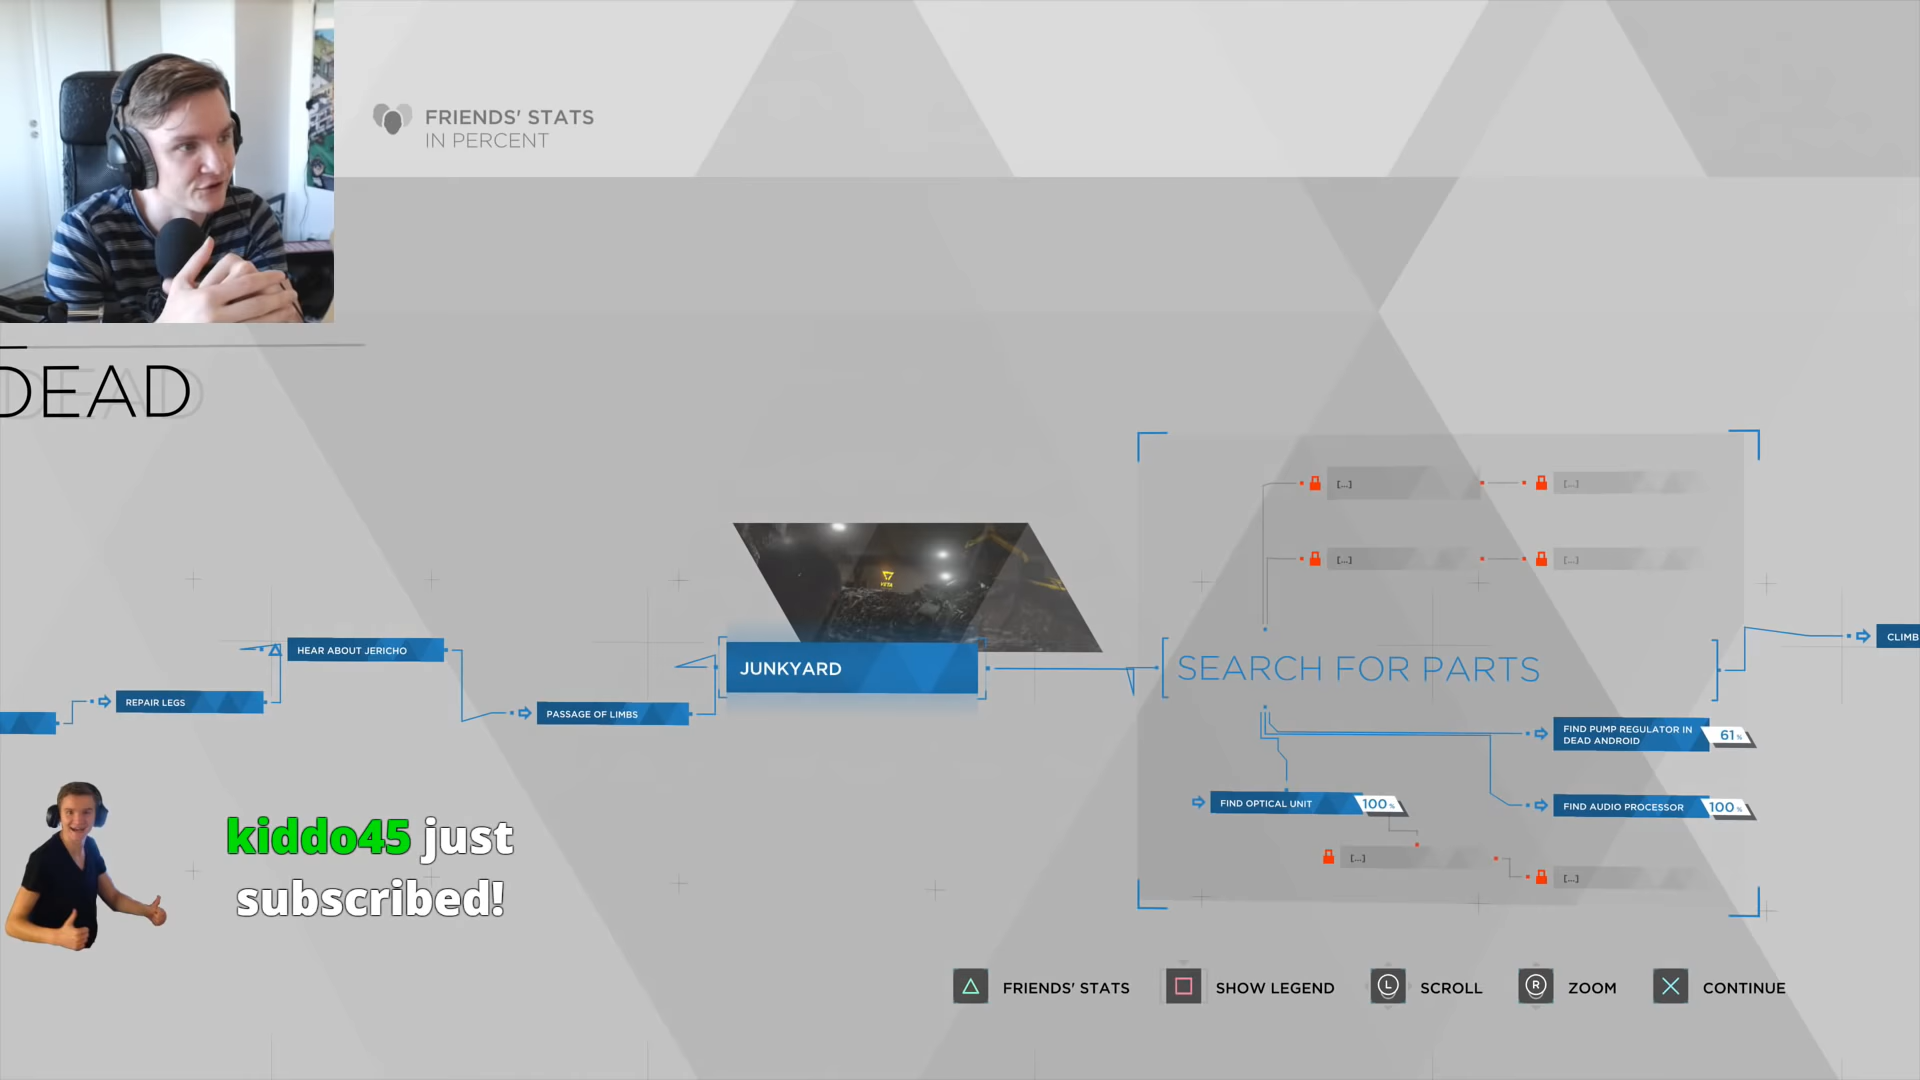 FRIENDS' STATS
IN PERCENT
DEAD
HEAR ABOUT JERICHO
REPAIR LEGS
PASSAGE OF LIMBS
JUNKYARD
[...]
[...]
[...]
[...]
SEARCH FOR PARTS
CLIMB
FIND PUMP REGULATOR IN
DEAD ANDROID
61%
FIND OPTICAL UNIT
100%
FIND AUDIO PROCESSOR
100%
[...]
[...]
kiddo45 just
subscribed!
FRIENDS' STATS
SHOW LEGEND
L
SCROLL
R
ZOOM
CONTINUE